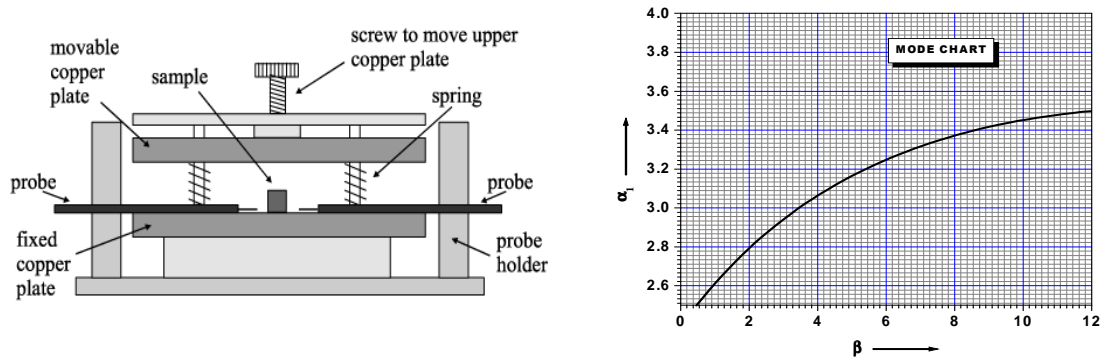 movable
copper
plate
sample
screw to move upper
copper plate
spring
probe
probe
fixed
copper
plate
probe
holder
4.0
3.8
3.6
3.4
3.2
3.0
2.8
2.6
MODE CHART
α₁
0 2 4 6 8 10 12
β